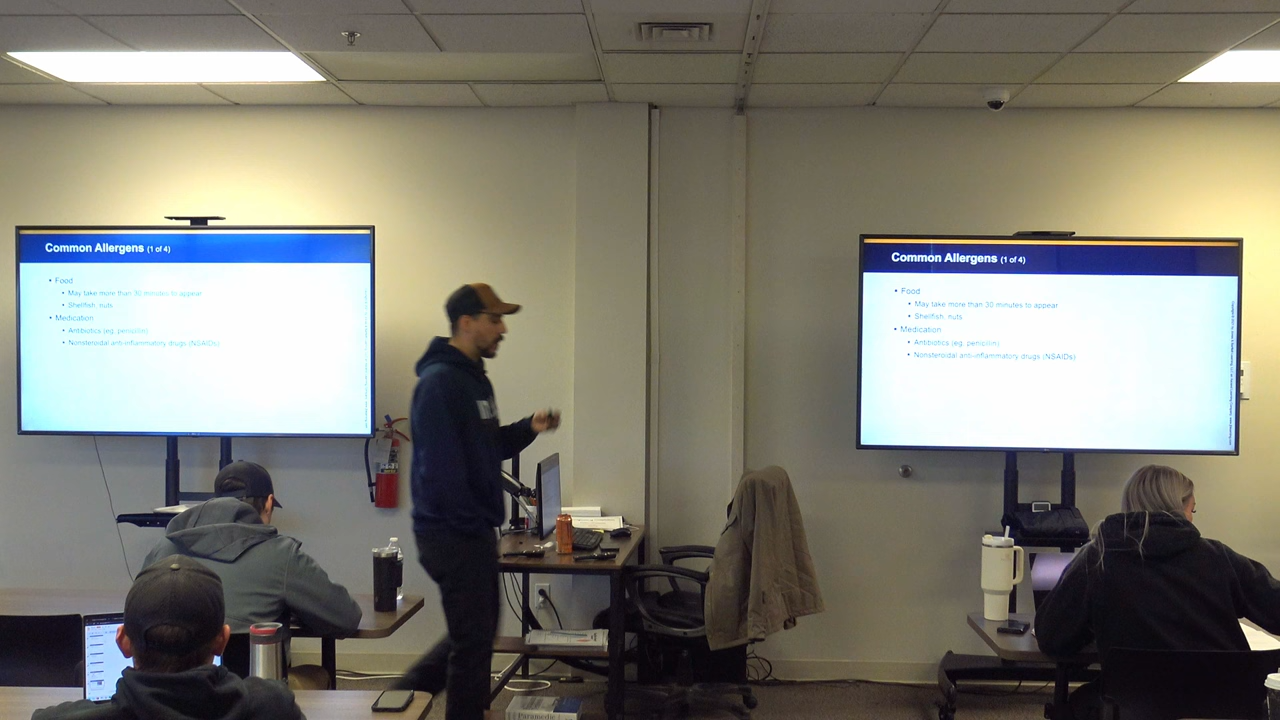 Common Allergens (1 of 4)
• Food
• May take more than 30 minutes to appear
• Shellfish, nuts
• Medication
• Antibiotics (eg, penicillin)
• Nonsteroidal anti-inflammatory drugs (NSAIDs)
Common Allergens (1 of 4)
• Food
• May take more than 30 minutes to appear
• Shellfish, nuts
• Medication
• Antibiotics (eg, penicillin)
• Nonsteroidal anti-inflammatory drugs (NSAIDs)
Paramedic